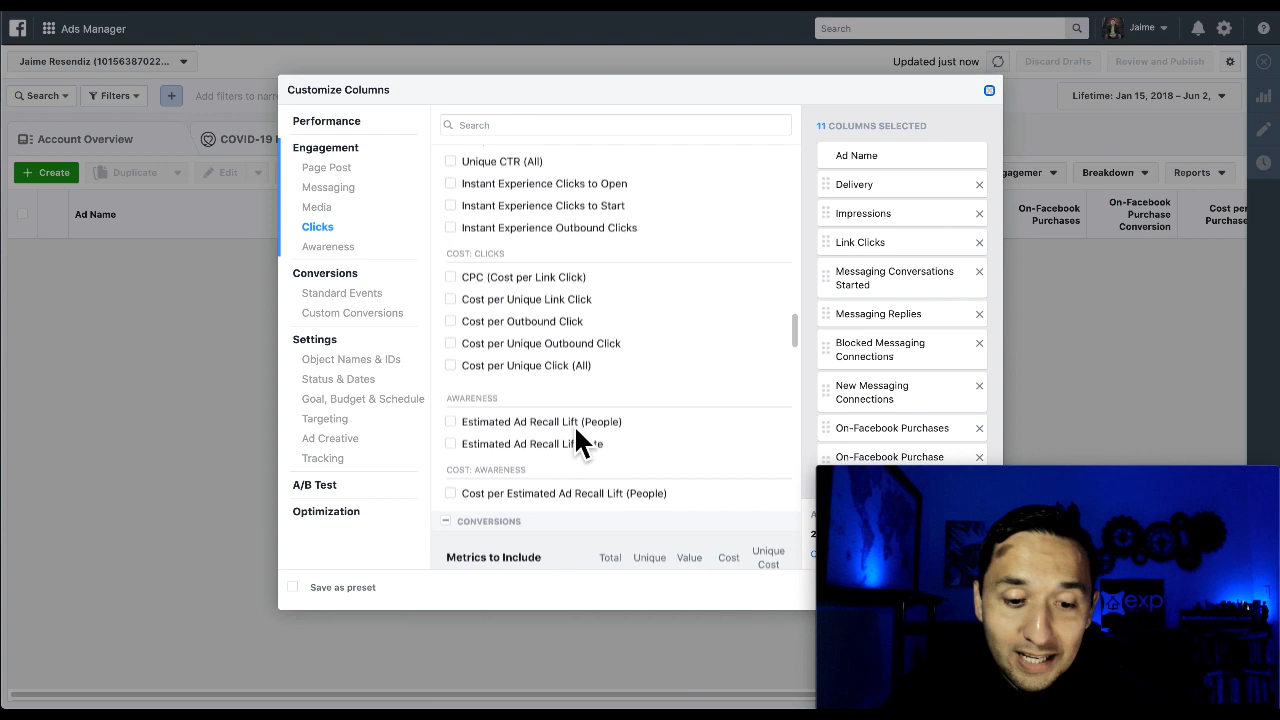 Ads Manager
Search
Jaime
Jaime Resendiz (10156387022...
Updated just now
Discard Drafts
Review and Publish
Search
Filters
+
Add filters to narr
Lifetime: Jan 15, 2018 – Jun 2,
Account Overview
COVID-19
+ Create
Duplicate
Edit
Breakdown
Reports
Ad Name
On-Facebook
Purchases
On-Facebook
Purchase
Conversion
Cost per
Purchase
Customize Columns
Performance
Engagement
Page Post
Messaging
Media
Clicks
Awareness
Conversions
Standard Events
Custom Conversions
Settings
Object Names & IDs
Status & Dates
Goal, Budget & Schedule
Targeting
Ad Creative
Tracking
A/B Test
Optimization
Search
Unique CTR (All)
Instant Experience Clicks to Open
Instant Experience Clicks to Start
Instant Experience Outbound Clicks
COST: CLICKS
CPC (Cost per Link Click)
Cost per Unique Link Click
Cost per Outbound Click
Cost per Unique Outbound Click
Cost per Unique Click (All)
AWARENESS
Estimated Ad Recall Lift (People)
Estimated Ad Recall Lif te
COST: AWARENESS
Cost per Estimated Ad Recall Lift (People)
CONVERSIONS
Metrics to Include
Total
Unique
Value
Cost
Unique
Cost
11 COLUMNS SELECTED
Ad Name
Delivery
Impressions
Link Clicks
Messaging Conversations
Started
Messaging Replies
Blocked Messaging
Connections
New Messaging
Connections
On-Facebook Purchases
On-Facebook Purchase
Save as preset
exp